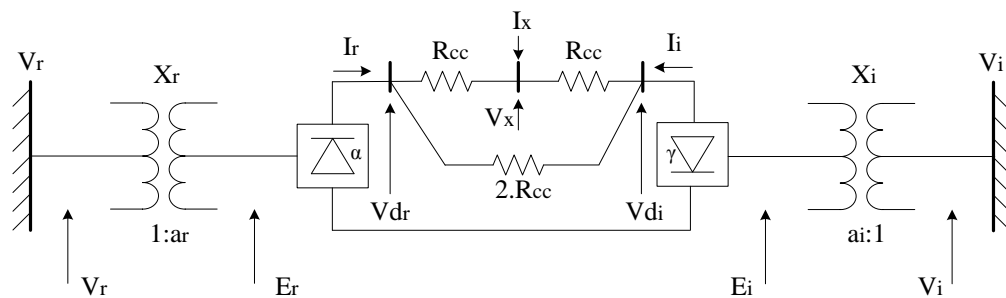 Ix
Vr
Xr
Ir
Rcc
Rcc
Ii
Xi
Vi
Vx
α
γ
2.Rcc
Vdr
Vdi
1:ar
ai:1
Vr
Er
Ei
Vi